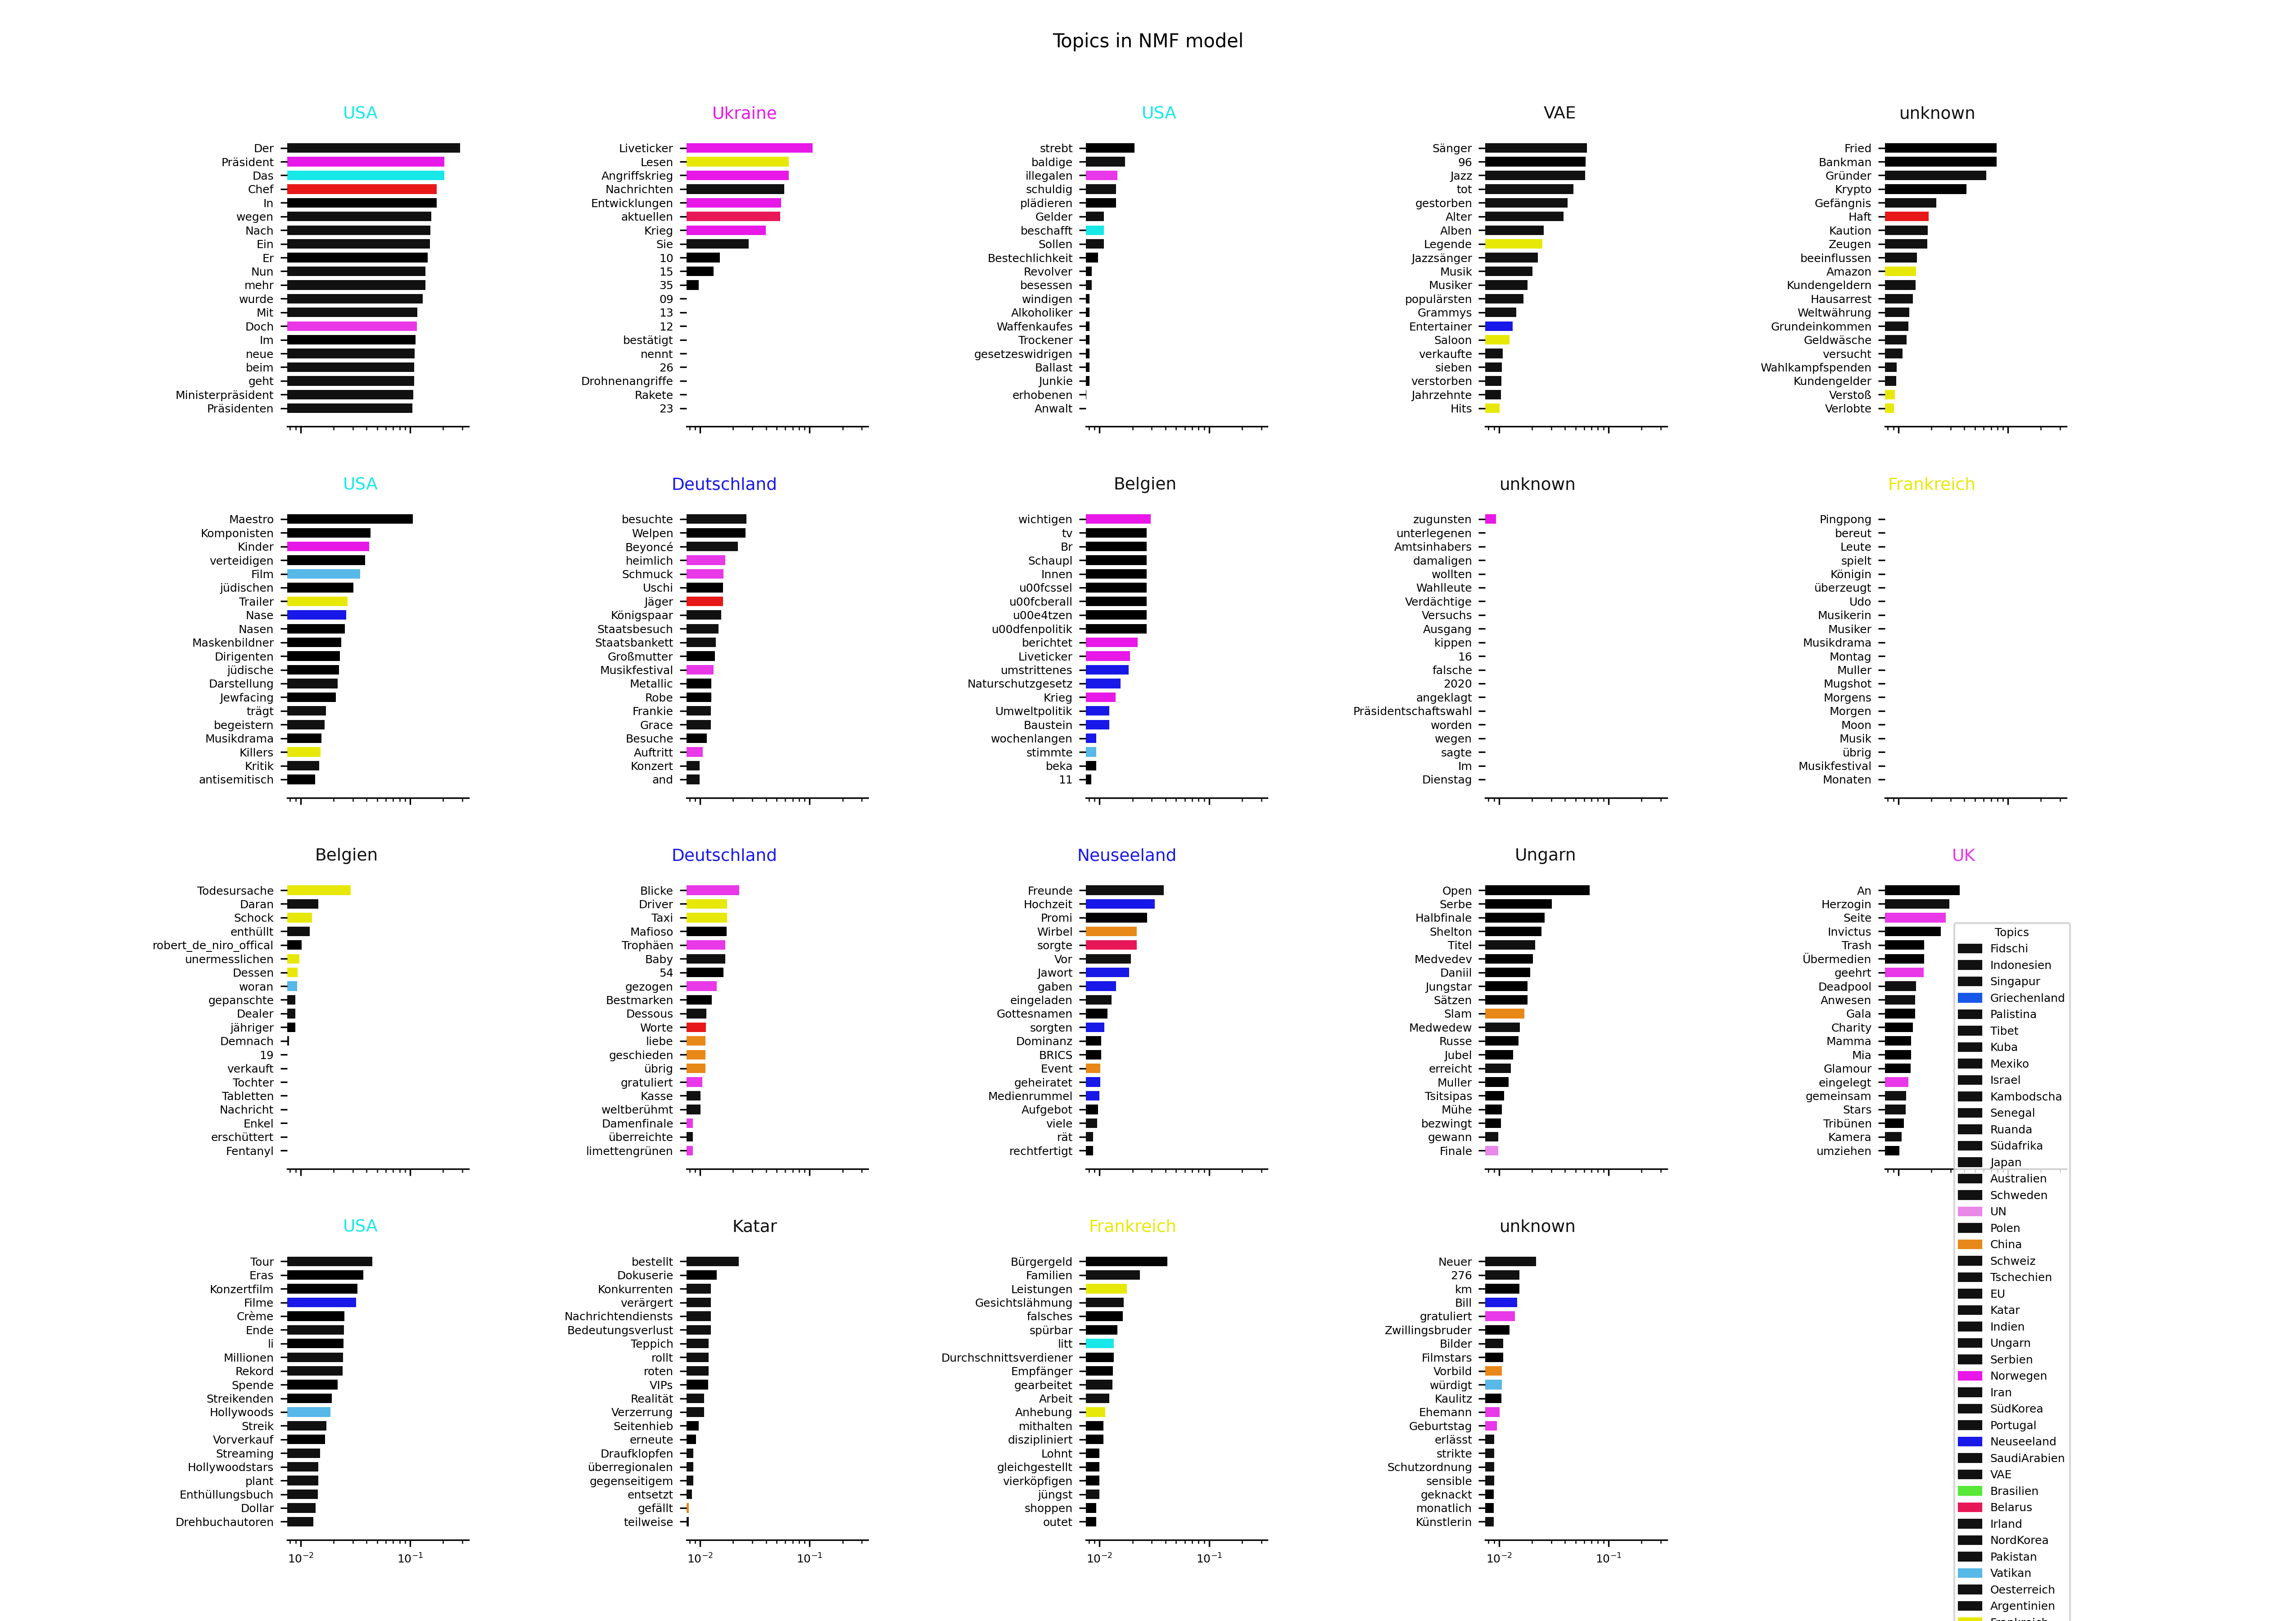 Topics in NMF model
USA
Der
Präsident
Das
Chef
In
wegen
Nach
Ein
Er
Nun
mehr
wurde
Mit
Doch
Im
neue
beim
geht
Ministerpräsident
Präsidenten
Ukraine
Liveticker
Lesen
Angriffskrieg
Nachrichten
Entwicklungen
aktuellen
Krieg
Sie
10
15
35
09
13
12
bestätigt
nennt
26
Drohnenangriffe
Rakete
23
USA
strebt
baldige
illegalen
schuldig
plädieren
Gelder
beschafft
Sollen
Bestechlichkeit
Revolver
besessen
windigen
Alkoholiker
Waffenkaufes
Trockener
gesetzeswidrigen
Ballast
Junkie
erhobenen
Anwalt
VAE
Sänger
96
Jazz
tot
gestorben
Alter
Alben
Legende
Jazzsänger
Musik
Musiker
populärsten
Grammys
Entertainer
Saloon
verkaufte
sieben
verstorben
Jahrzehnte
Hits
unknown
Fried
Bankman
Gründer
Krypto
Gefängnis
Haft
Kaution
Zeugen
beeinflussen
Amazon
Kundengeldern
Hausarrest
Weltwährung
Grundeinkommen
Geldwäsche
versucht
Wahlkampfspenden
Kundengelder
Verstoß
Verlobte
USA
Maestro
Komponisten
Kinder
verteidigen
Film
jüdischen
Trailer
Nase
Nasen
Maskenbildner
Dirigenten
jüdische
Darstellung
Jewfacing
trägt
begeistern
Musikdrama
Killers
Kritik
antisemitisch
Deutschland
besuchte
Welpen
Beyoncé
heimlich
Schmuck
Uschi
Jäger
Königspaar
Staatsbesuch
Staatsbankett
Großmutter
Musikfestival
Metallic
Robe
Frankie
Grace
Besuche
Auftritt
Konzert
and
Belgien
wichtigen
tv
Br
Schaupl
Innen
u00fcssel
u00fcberall
u00e4tzen
u00dfenpolitik
berichtet
Liveticker
umstrittenes
Naturschutzgesetz
Krieg
Umweltpolitik
Baustein
wochenlangen
stimmte
beka
11
unknown
zugunsten
unterlegenen
Amtsinhabers
damaligen
wollten
Wahlleute
Verdächtige
Versuchs
Ausgang
kippen
16
falsche
2020
angeklagt
Präsidentschaftswahl
worden
wegen
sagte
Im
Dienstag
Frankreich
Pingpong
bereut
Leute
spielt
Königin
überzeugt
Udo
Musikerin
Musiker
Musikdrama
Montag
Muller
Mugshot
Morgens
Morgen
Moon
Musik
übrig
Musikfestival
Monaten
Belgien
Todesursache
Daran
Schock
enthüllt
robert_de_niro_offical
unermesslichen
Dessen
woran
gepanschte
Dealer
jähriger
Demnach
19
verkauft
Tochter
Tabletten
Nachricht
Enkel
erschüttert
Fentanyl
Deutschland
Blicke
Driver
Taxi
Mafioso
Trophäen
Baby
54
gezogen
Bestmarken
Dessous
Worte
liebe
geschieden
übrig
gratuliert
Kasse
weltberühmt
Damenfinale
überreichte
limettengrünen
Neuseeland
Freunde
Hochzeit
Promi
Wirbel
sorgte
Vor
Jawort
gaben
eingeladen
Gottesnamen
sorgten
Dominanz
BRICS
Event
geheiratet
Medienrummel
Aufgebot
viele
rät
rechtfertigt
Ungarn
Open
Serbe
Halbfinale
Shelton
Titel
Medvedev
Daniil
Jungstar
Sätzen
Slam
Medwedew
Russe
Jubel
erreicht
Muller
Tsitsipas
Mühe
bezwingt
gewann
Finale
UK
An
Herzogin
Seite
Invictus
Trash
Übermedien
geehrt
Deadpool
Anwesen
Gala
Charity
Mamma
Mia
Glamour
eingelegt
gemeinsam
Stars
Tribünen
Kamera
umziehen
USA
Tour
Eras
Konzertfilm
Filme
Crème
Ende
li
Millionen
Rekord
Spende
Streikenden
Hollywoods
Streik
Vorverkauf
Streaming
Hollywoodstars
plant
Enthüllungsbuch
Dollar
Drehbuchautoren
10⁻² 10⁻¹
Katar
bestellt
Dokuserie
Konkurrenten
verärgert
Nachrichtendiensts
Bedeutungsverlust
Teppich
rollt
roten
VIPs
Realität
Verzerrung
Seitenhieb
erneute
Draufklopfen
überregionalen
gegenseitigem
entsetzt
gefällt
teilweise
10⁻² 10⁻¹
Frankreich
Bürgergeld
Familien
Leistungen
Gesichtslähmung
falsches
spürbar
litt
Durchschnittsverdiener
Empfänger
gearbeitet
Arbeit
Anhebung
mithalten
diszipliniert
Lohnt
gleichgestellt
vierköpfigen
jüngst
shoppen
outet
10⁻² 10⁻¹
unknown
Neuer
276
km
Bill
gratuliert
Zwillingsbruder
Bilder
Filmstars
Vorbild
würdigt
Kaulitz
Ehemann
Geburtstag
erlässt
strikte
Schutzordnung
sensible
geknackt
monatlich
Künstlerin
10⁻² 10⁻¹
Topics
Fidschi
Indonesien
Singapur
Griechenland
Palistina
Tibet
Kuba
Mexiko
Israel
Kambodscha
Senegal
Ruanda
Südafrika
Japan
Australien
Schweden
UN
Polen
China
Schweiz
Tschechien
EU
Katar
Indien
Ungarn
Serbien
Norwegen
Iran
SüdKorea
Portugal
Neuseeland
SaudiArabien
VAE
Brasilien
Belarus
Irland
NordKorea
Pakistan
Vatikan
Oesterreich
Argentinien